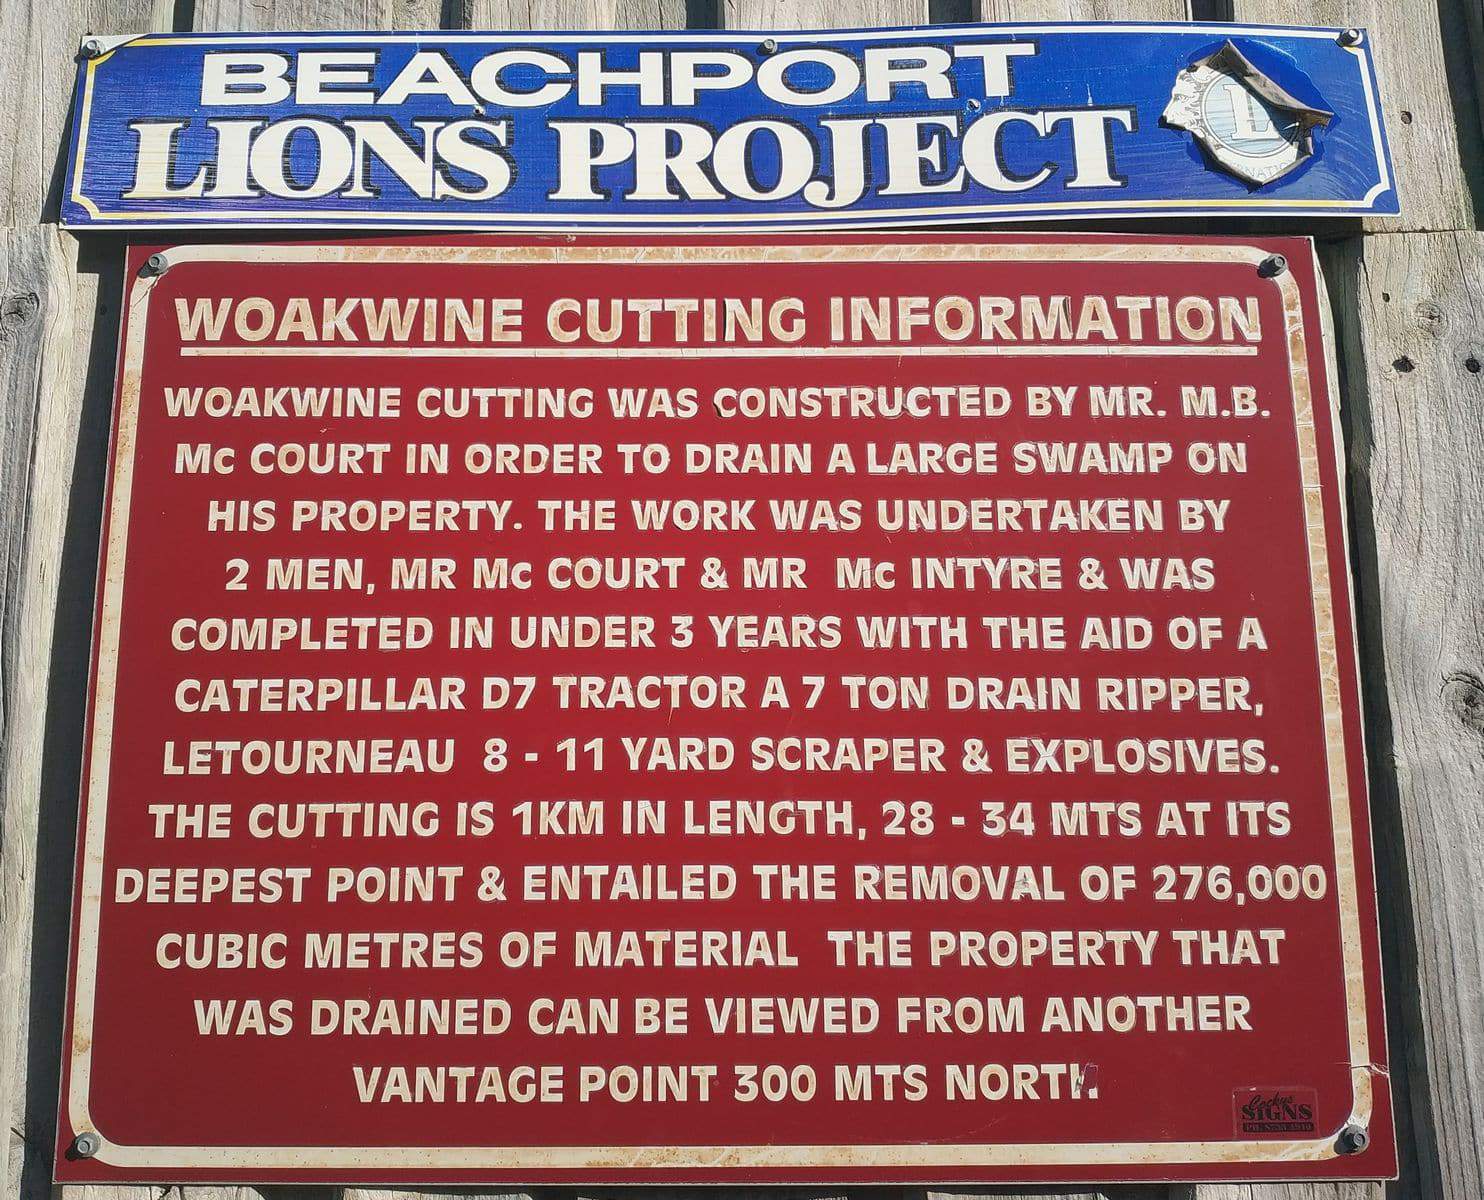 BEACHPORT
LIONS PROJECT
L
WOAKWINE CUTTING INFORMATION
WOAKWINE CUTTING WAS CONSTRUCTED BY MR. M.B.
Mc COURT IN ORDER TO DRAIN A LARGE SWAMP ON
HIS PROPERTY. THE WORK WAS UNDERTAKEN BY
2 MEN, MR Mc COURT & MR Mc INTYRE & WAS
COMPLETED IN UNDER 3 YEARS WITH THE AID OF A
CATERPILLAR D7 TRACTOR A 7 TON DRAIN RIPPER,
LETOURNEAU 8 - 11 YARD SCRAPER & EXPLOSIVES.
THE CUTTING IS 1KM IN LENGTH, 28 - 34 MTS AT ITS
DEEPEST POINT & ENTAILED THE REMOVAL OF 276,000
CUBIC METRES OF MATERIAL THE PROPERTY THAT
WAS DRAINED CAN BE VIEWED FROM ANOTHER
VANTAGE POINT 300 MTS NORTH.
SIGNS